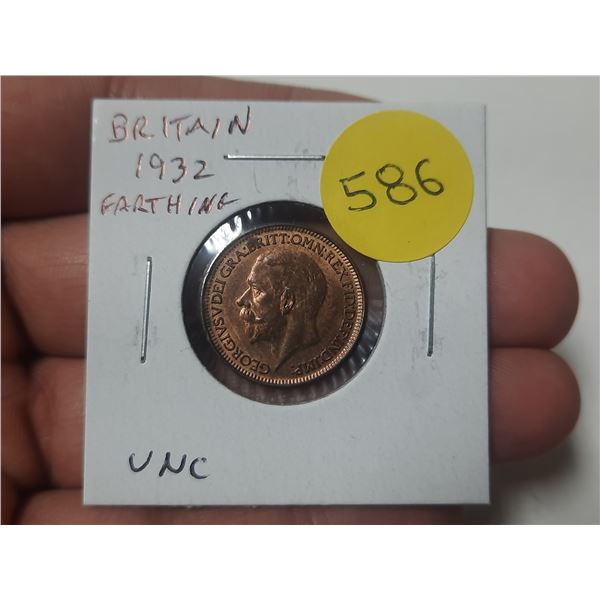 BRITAIN
1932
FARTHING
586
GEORGIVS V DEI GRA:BRITT:OMN:REX FID:DEF:IND:IMP:
UNC